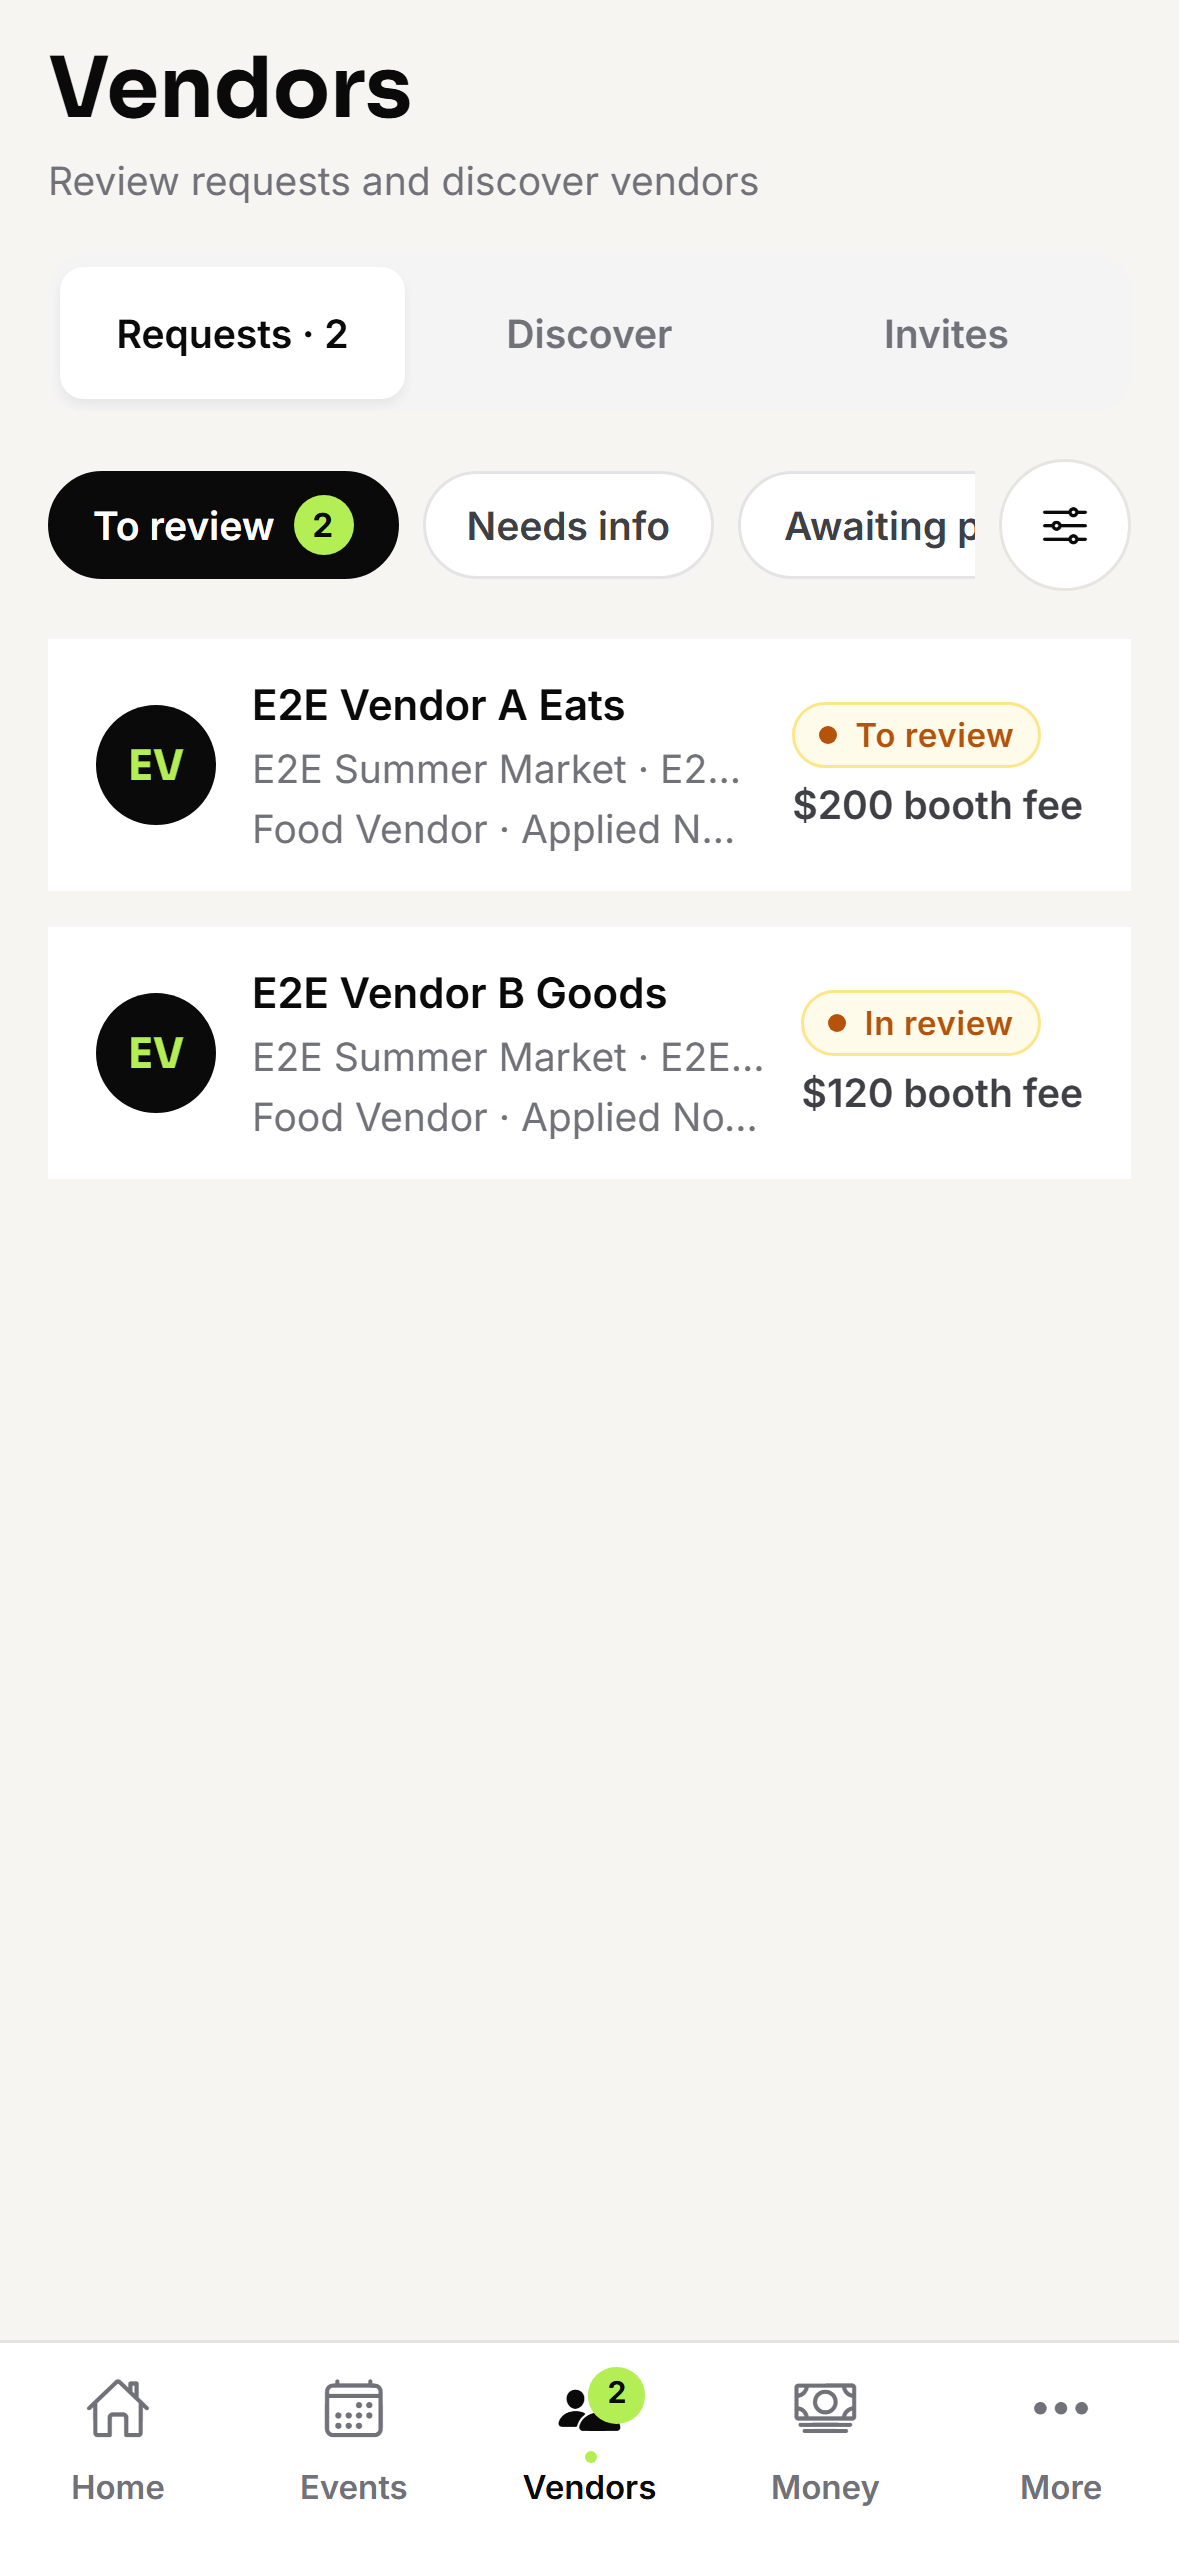 Vendors
Review requests and discover vendors
Requests · 2
Discover
Invites
To review 2
Needs info
Awaiting p
EV
E2E Vendor A Eats
E2E Summer Market · E2...
Food Vendor · Applied N...
To review
$200 booth fee
EV
E2E Vendor B Goods
E2E Summer Market · E2E...
Food Vendor · Applied No...
In review
$120 booth fee
2
Home
Events
Vendors
Money
More